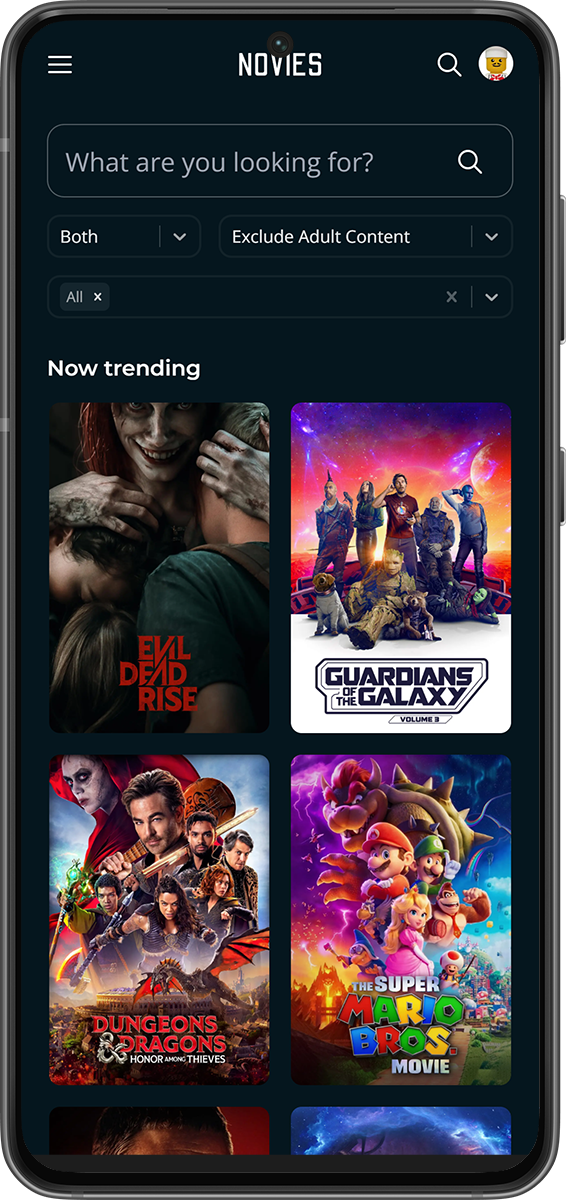 NOVIES
What are you looking for?
Both
Exclude Adult Content
All
Now trending
EVIL
DEAD
RISE
GUARDIANS
OF THE GALAXY
VOLUME 3
DUNGEONS
& DRAGONS
HONOR AMONG THIEVES
THE SUPER
MARIO
BROS.
MOVIE